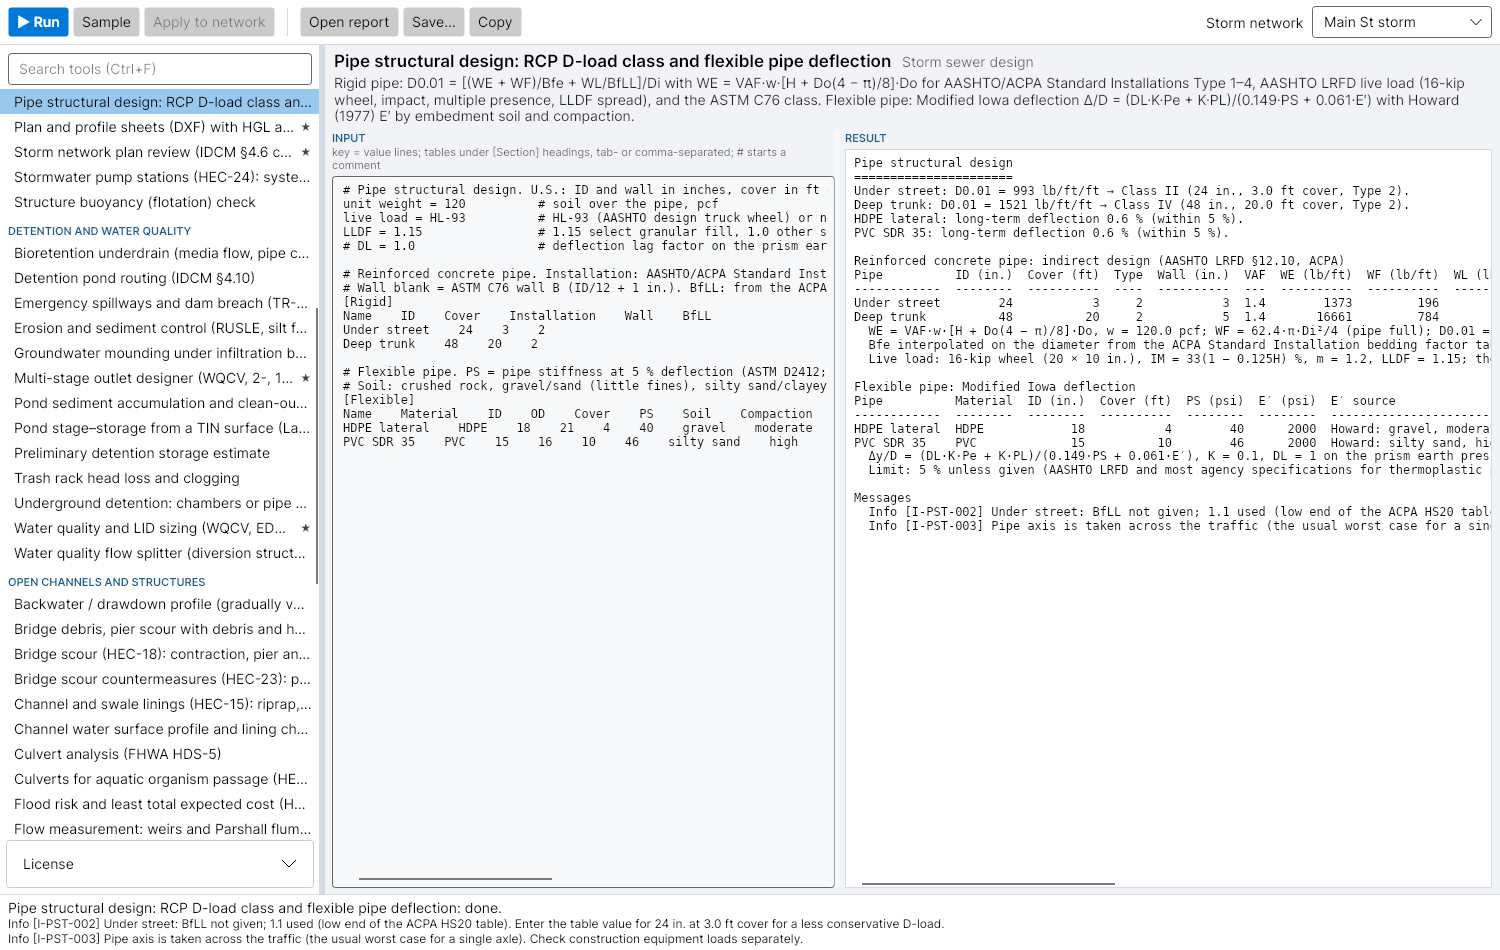 ▶ Run Sample Apply to network Open report Save... Copy Storm network Main St storm
Search tools (Ctrl+F)
Pipe structural design: RCP D-load class an...
Plan and profile sheets (DXF) with HGL a... ★
Storm network plan review (IDCM §4.6 c... ★
Stormwater pump stations (HEC-24): syste...
Structure buoyancy (flotation) check
DETENTION AND WATER QUALITY
Bioretention underdrain (media flow, pipe c...
Detention pond routing (IDCM §4.10)
Emergency spillways and dam breach (TR-...
Erosion and sediment control (RUSLE, silt f...
Groundwater mounding under infiltration b...
Multi-stage outlet designer (WQCV, 2-, 1... ★
Pond sediment accumulation and clean-ou...
Pond stage–storage from a TIN surface (La...
Preliminary detention storage estimate
Trash rack head loss and clogging
Underground detention: chambers or pipe ...
Water quality and LID sizing (WQCV, ED... ★
Water quality flow splitter (diversion struct...
OPEN CHANNELS AND STRUCTURES
Backwater / drawdown profile (gradually v...
Bridge debris, pier scour with debris and h...
Bridge scour (HEC-18): contraction, pier an...
Bridge scour countermeasures (HEC-23): p...
Channel and swale linings (HEC-15): riprap,...
Channel water surface profile and lining ch...
Culvert analysis (FHWA HDS-5)
Culverts for aquatic organism passage (HE...
Flood risk and least total expected cost (H...
Flow measurement: weirs and Parshall flum...
License
Pipe structural design: RCP D-load class and flexible pipe deflection Storm sewer design
Rigid pipe: D0.01 = [(WE + WF)/Bfe + WL/BfLL]/Di with WE = VAF·w·[H + Do(4 − π)/8]·Do for AASHTO/ACPA Standard Installations Type 1–4, AASHTO LRFD live load (16-kip
wheel, impact, multiple presence, LLDF spread), and the ASTM C76 class. Flexible pipe: Modified Iowa deflection Δ/D = (DL·K·Pe + K·PL)/(0.149·PS + 0.061·E′) with Howard
(1977) E′ by embedment soil and compaction.
INPUT
key = value lines; tables under [Section] headings, tab- or comma-separated; # starts a
comment
# Pipe structural design. U.S.: ID and wall in inches, cover in ft
unit weight = 120 # soil over the pipe, pcf
live load = HL-93 # HL-93 (AASHTO design truck wheel) or n
LLDF = 1.15 # 1.15 select granular fill, 1.0 other s
# DL = 1.0 # deflection lag factor on the prism ear
# Reinforced concrete pipe. Installation: AASHTO/ACPA Standard Inst
# Wall blank = ASTM C76 wall B (ID/12 + 1 in.). BfLL: from the ACPA
[Rigid]
Name ID Cover Installation Wall BfLL
Under street 24 3 2
Deep trunk 48 20 2
# Flexible pipe. PS = pipe stiffness at 5 % deflection (ASTM D2412;
# Soil: crushed rock, gravel/sand (little fines), silty sand/clayey
[Flexible]
Name Material ID OD Cover PS Soil Compaction
HDPE lateral HDPE 18 21 4 40 gravel moderate
PVC SDR 35 PVC 15 16 10 46 silty sand high
RESULT
Pipe structural design
======================
Under street: D0.01 = 993 lb/ft/ft → Class II (24 in., 3.0 ft cover, Type 2).
Deep trunk: D0.01 = 1521 lb/ft/ft → Class IV (48 in., 20.0 ft cover, Type 2).
HDPE lateral: long-term deflection 0.6 % (within 5 %).
PVC SDR 35: long-term deflection 0.6 % (within 5 %).
Reinforced concrete pipe: indirect design (AASHTO LRFD §12.10, ACPA)
Pipe ID (in.) Cover (ft) Type Wall (in.) VAF WE (lb/ft) WF (lb/ft) WL (l
------------ -------- ---------- ---- ---------- --- ---------- ---------- -----
Under street 24 3 2 3 1.4 1373 196
Deep trunk 48 20 2 5 1.4 16661 784
WE = VAF·w·[H + Do(4 − π)/8]·Do, w = 120.0 pcf; WF = 62.4·π·Di²/4 (pipe full); D0.01 =
Bfe interpolated on the diameter from the ACPA Standard Installation bedding factor ta
Live load: 16-kip wheel (20 × 10 in.), IM = 33(1 − 0.125H) %, m = 1.2, LLDF = 1.15; th
Flexible pipe: Modified Iowa deflection
Pipe Material ID (in.) Cover (ft) PS (psi) E′ (psi) E′ source
------------ -------- -------- ---------- -------- -------- ----------------------
HDPE lateral HDPE 18 4 40 2000 Howard: gravel, modera
PVC SDR 35 PVC 15 10 46 2000 Howard: silty sand, hi
Δy/D = (DL·K·Pe + K·PL)/(0.149·PS + 0.061·E′), K = 0.1, DL = 1 on the prism earth pres
Limit: 5 % unless given (AASHTO LRFD and most agency specifications for thermoplastic
Messages
Info [I-PST-002] Under street: BfLL not given; 1.1 used (low end of the ACPA HS20 tabl
Info [I-PST-003] Pipe axis is taken across the traffic (the usual worst case for a sin
Pipe structural design: RCP D-load class and flexible pipe deflection: done.
Info [I-PST-002] Under street: BfLL not given; 1.1 used (low end of the ACPA HS20 table). Enter the table value for 24 in. at 3.0 ft cover for a less conservative D-load.
Info [I-PST-003] Pipe axis is taken across the traffic (the usual worst case for a single axle). Check construction equipment loads separately.